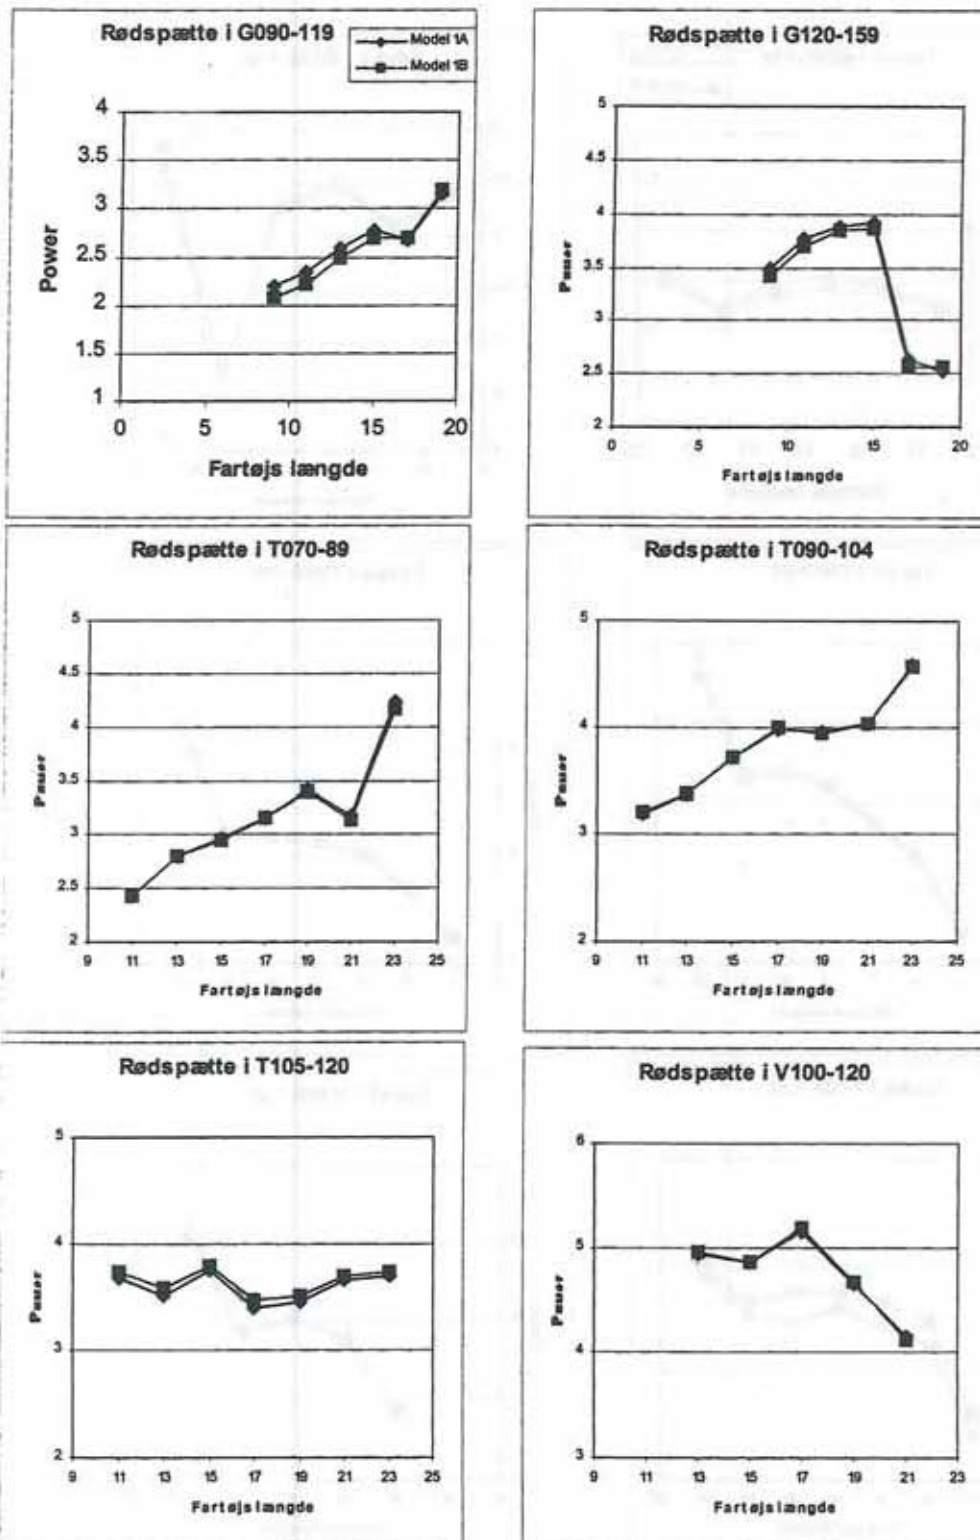 Rødspætte i G090-119
Model 1A
Model 1B
4
3.5
3
2.5
2
1.5
1
Power
0 5 10 15 20
Fartøjs længde
Rødspætte i G120-159
5
4.5
4
3.5
3
2.5
2
Power
0 5 10 15 20
Fartøjs længde
Rødspætte i T070-89
5
4.5
4
3.5
3
2.5
2
Power
9 11 13 15 17 19 21 23 25
Fartøjs længde
Rødspætte i T090-104
5
4
3
2
Power
9 11 13 15 17 19 21 23 25
Fartøjs længde
Rødspætte i T105-120
5
4
3
2
Power
9 11 13 15 17 19 21 23 25
Fartøjs længde
Rødspætte i V100-120
6
5
4
3
Power
9 11 13 15 17 19 21 23 25
Fartøjs længde